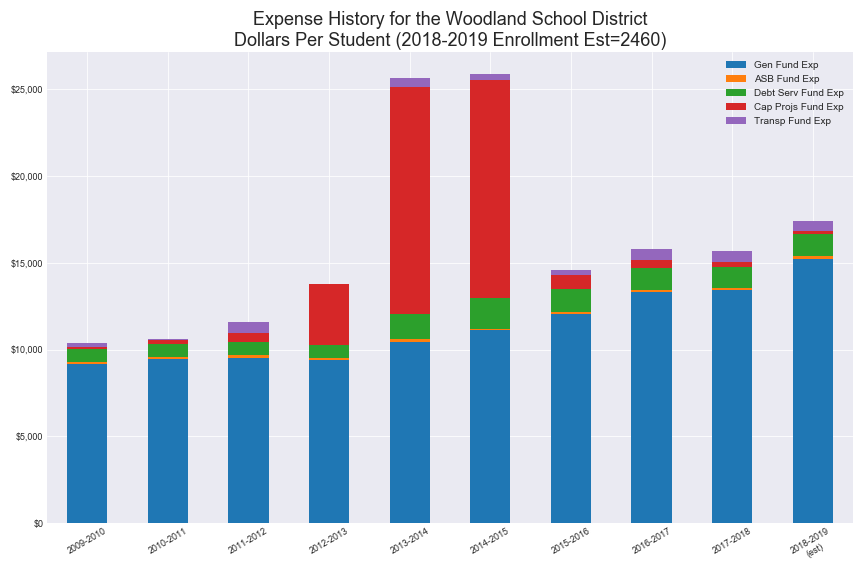 Expense History for the Woodland School District
Dollars Per Student (2018-2019 Enrollment Est=2460)
Gen Fund Exp
ASB Fund Exp
Debt Serv Fund Exp
Cap Projs Fund Exp
Transp Fund Exp
$25,000
$20,000
$15,000
$10,000
$5,000
$0
2009-2010
2010-2011
2011-2012
2012-2013
2013-2014
2014-2015
2015-2016
2016-2017
2017-2018
2018-2019
(est)